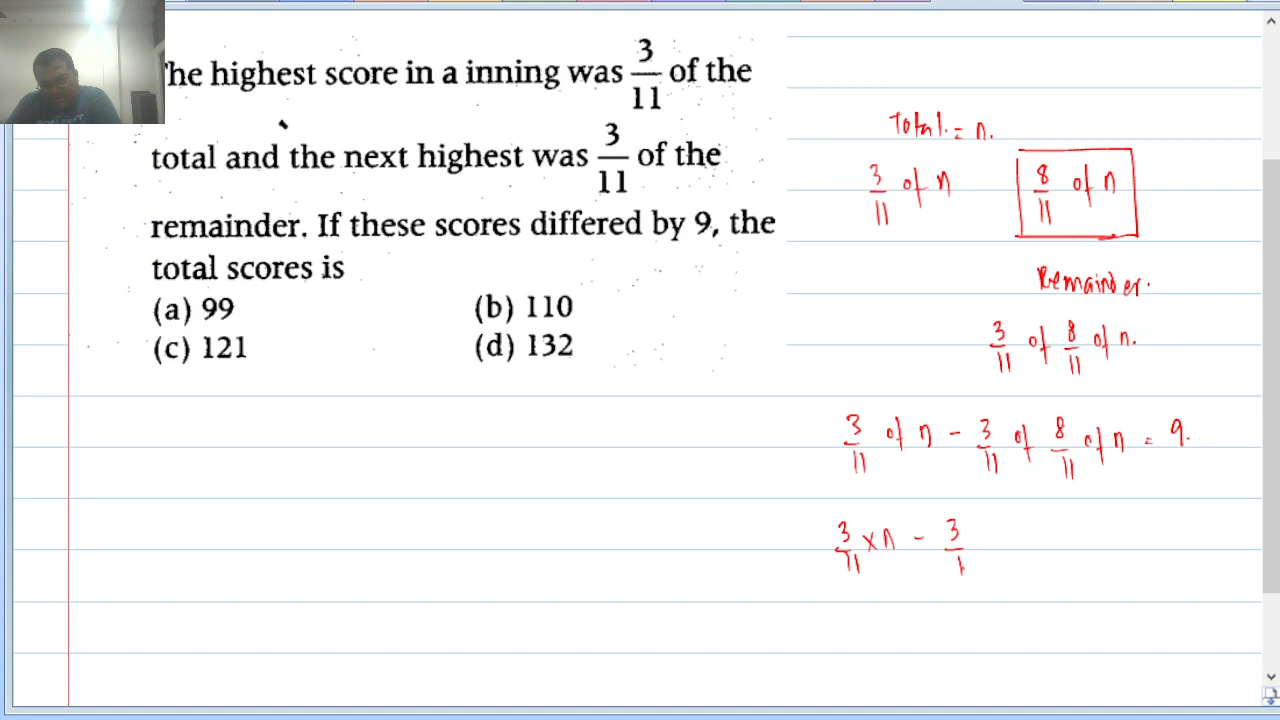 he highest score in a inning was 3/11 of the
total and the next highest was 3/11 of the
remainder. If these scores differed by 9, the
total scores is
(a) 99 (b) 110
(c) 121 (d) 132
Total = n.
3/11 of n 8/11 of n
Remainder.
3/11 of 8/11 of n.
3/11 of n - 3/11 of 8/11 of n = 9.
3/11 × n - 3/1